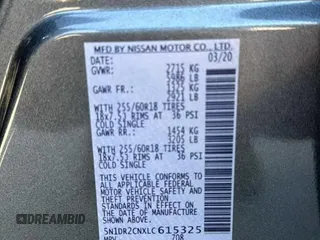 MFD BY NISSAN MOTOR CO., LTD.
DATE: 03/20
GVWR: 2715 KG
5986 LB
GAWR FR: 1325 KG
2921 LB
WITH 255/60R18 TIRES
18x7.5J RIMS AT 36 PSI
COLD SINGLE
GAWR RR: 1454 KG
3205 LB
WITH 255/60R18 TIRES
18x7.5J RIMS AT 36 PSI
COLD SINGLE
THIS VEHICLE CONFORMS TO
ALL APPLICABLE FEDERAL
MOTOR VEHICLE SAFETY AND
THEFT PREVENTION
STANDARDS IN EFFECT ON
THE DATE OF MANUFACTURE
SHOWN ABOVE.
5N1DR2CNXLC615325
MPV 708
DREAMBID